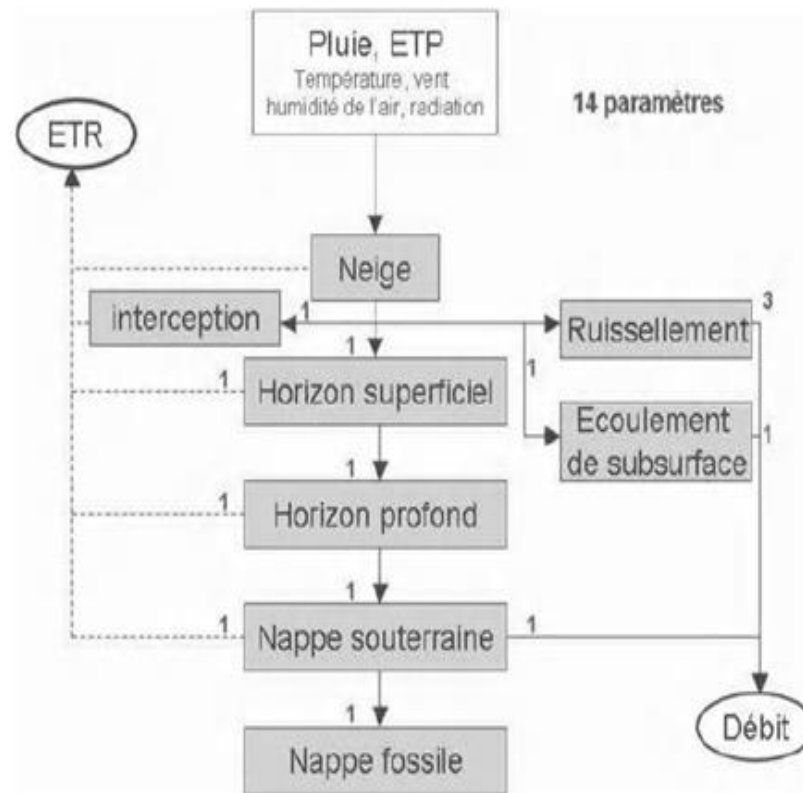 Pluie, ETP
Température, vent
humidité de l'air, radiation
14 paramètres
ETR
Neige
interception
1
Ruissellement
3
1
1
1
Horizon superficiel
Ecoulement
de subsurface
1
1
1
Horizon profond
1
1
Nappe souterraine
1
1
Nappe fossile
Débit